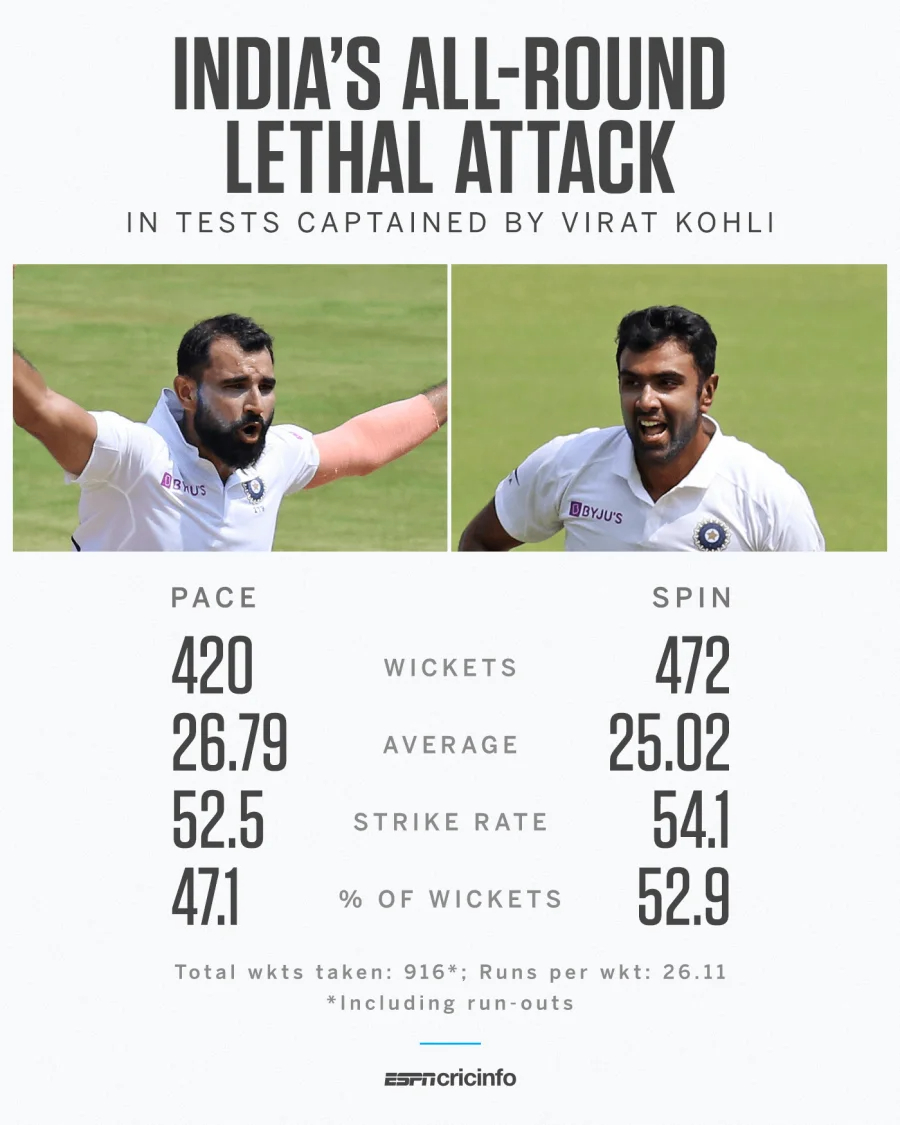 INDIA'S ALL-ROUND
LETHAL ATTACK
IN TESTS CAPTAINED BY VIRAT KOHLI
BYJU'S
BYJU'S
PACE SPIN
420 WICKETS 472
26.79 AVERAGE 25.02
52.5 STRIKE RATE 54.1
47.1 % OF WICKETS 52.9
Total wkts taken: 916*; Runs per wkt: 26.11
*Including run-outs
ESPNcricinfo